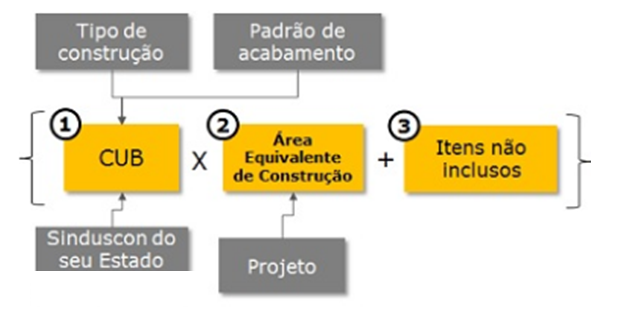 Tipo de
construção
Padrão de
acabamento
1
CUB
X
2
Área
Equivalente
de Construção
+
3
Itens não
inclusos
Sinduscon do
seu Estado
Projeto